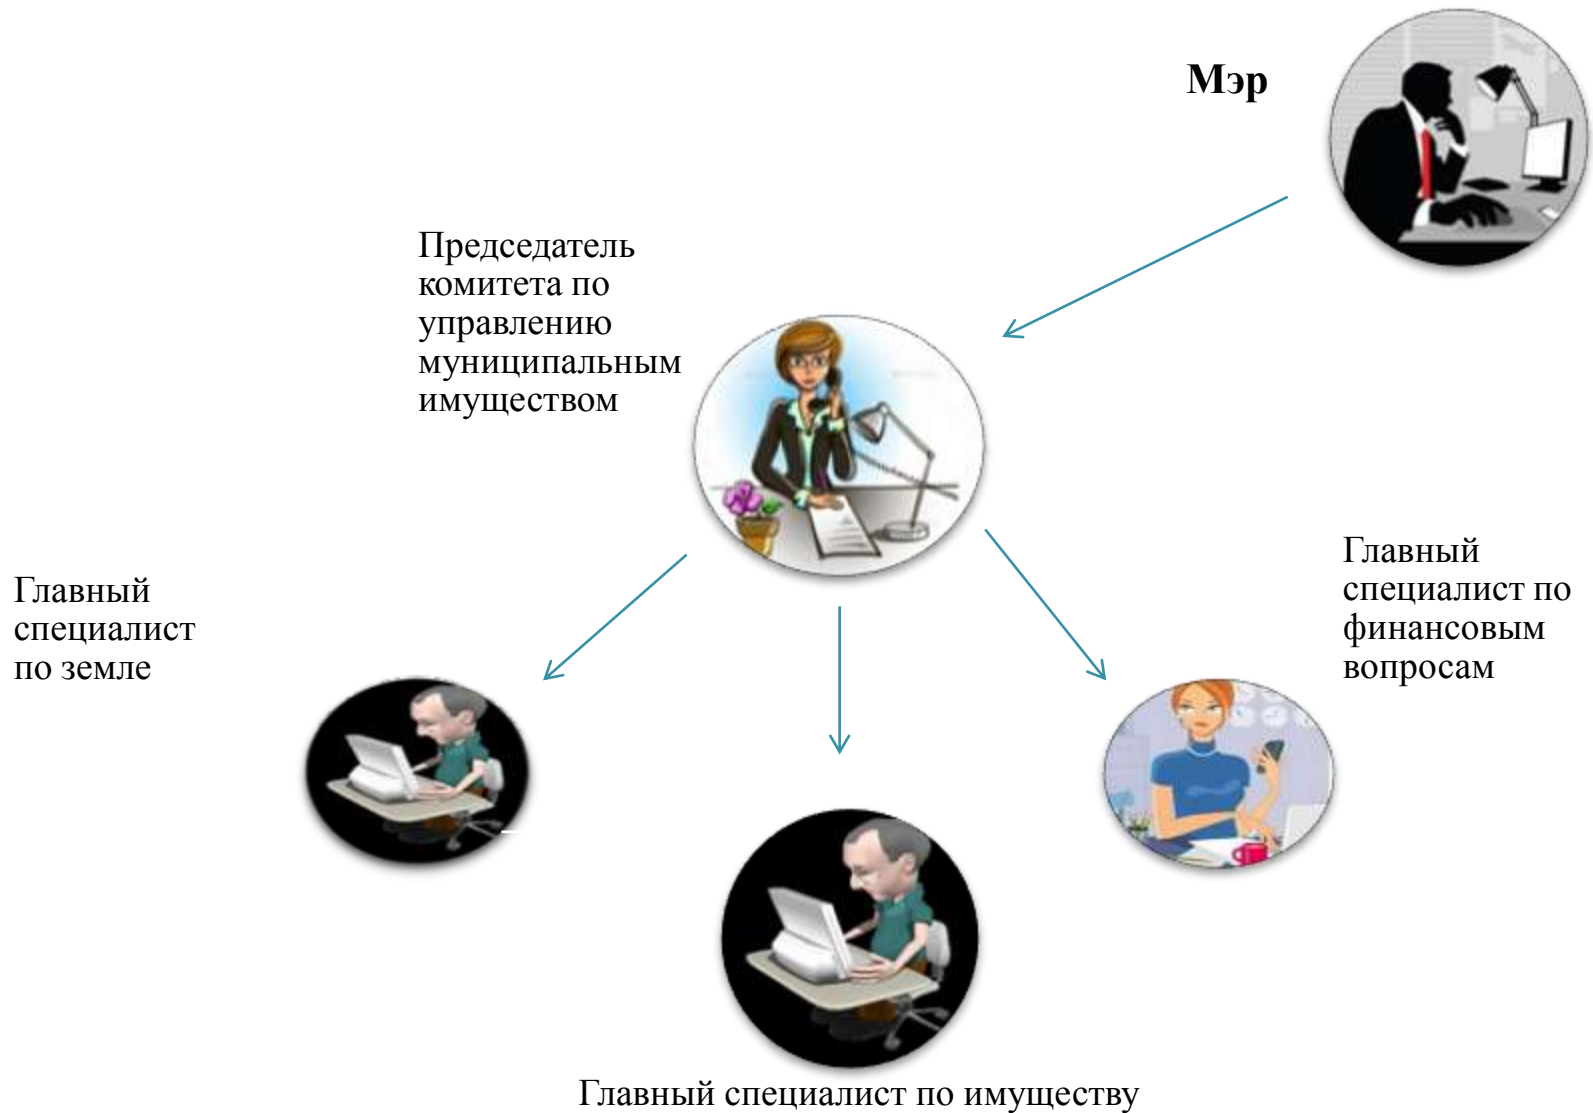 Мэр
Председатель
комитета по
управлению
муниципальным
имуществом
Главный
специалист по
финансовым
вопросам
Главный
специалист
по земле
Главный специалист по имуществу